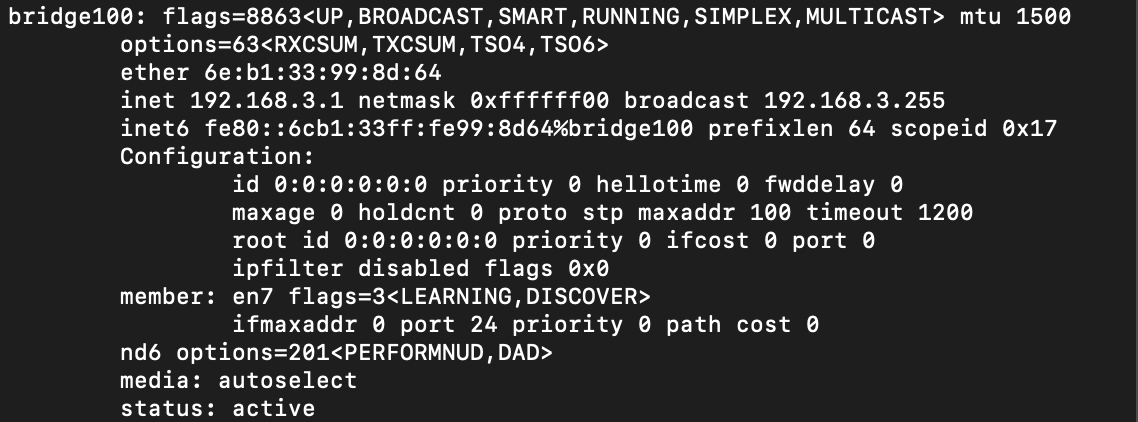 bridge100: flags=8863<UP,BROADCAST,SMART,RUNNING,SIMPLEX,MULTICAST> mtu 1500
options=63<RXCSUM,TXCSUM,TSO4,TSO6>
ether 6e:b1:33:99:8d:64
inet 192.168.3.1 netmask 0xffffff00 broadcast 192.168.3.255
inet6 fe80::6cb1:33ff:fe99:8d64%bridge100 prefixlen 64 scopeid 0x17
Configuration:
id 0:0:0:0:0:0 priority 0 hellotime 0 fwddelay 0
maxage 0 holdcnt 0 proto stp maxaddr 100 timeout 1200
root id 0:0:0:0:0:0 priority 0 ifcost 0 port 0
ipfilter disabled flags 0x0
member: en7 flags=3<LEARNING,DISCOVER>
ifmaxaddr 0 port 24 priority 0 path cost 0
nd6 options=201<PERFORMNUD,DAD>
media: autoselect
status: active